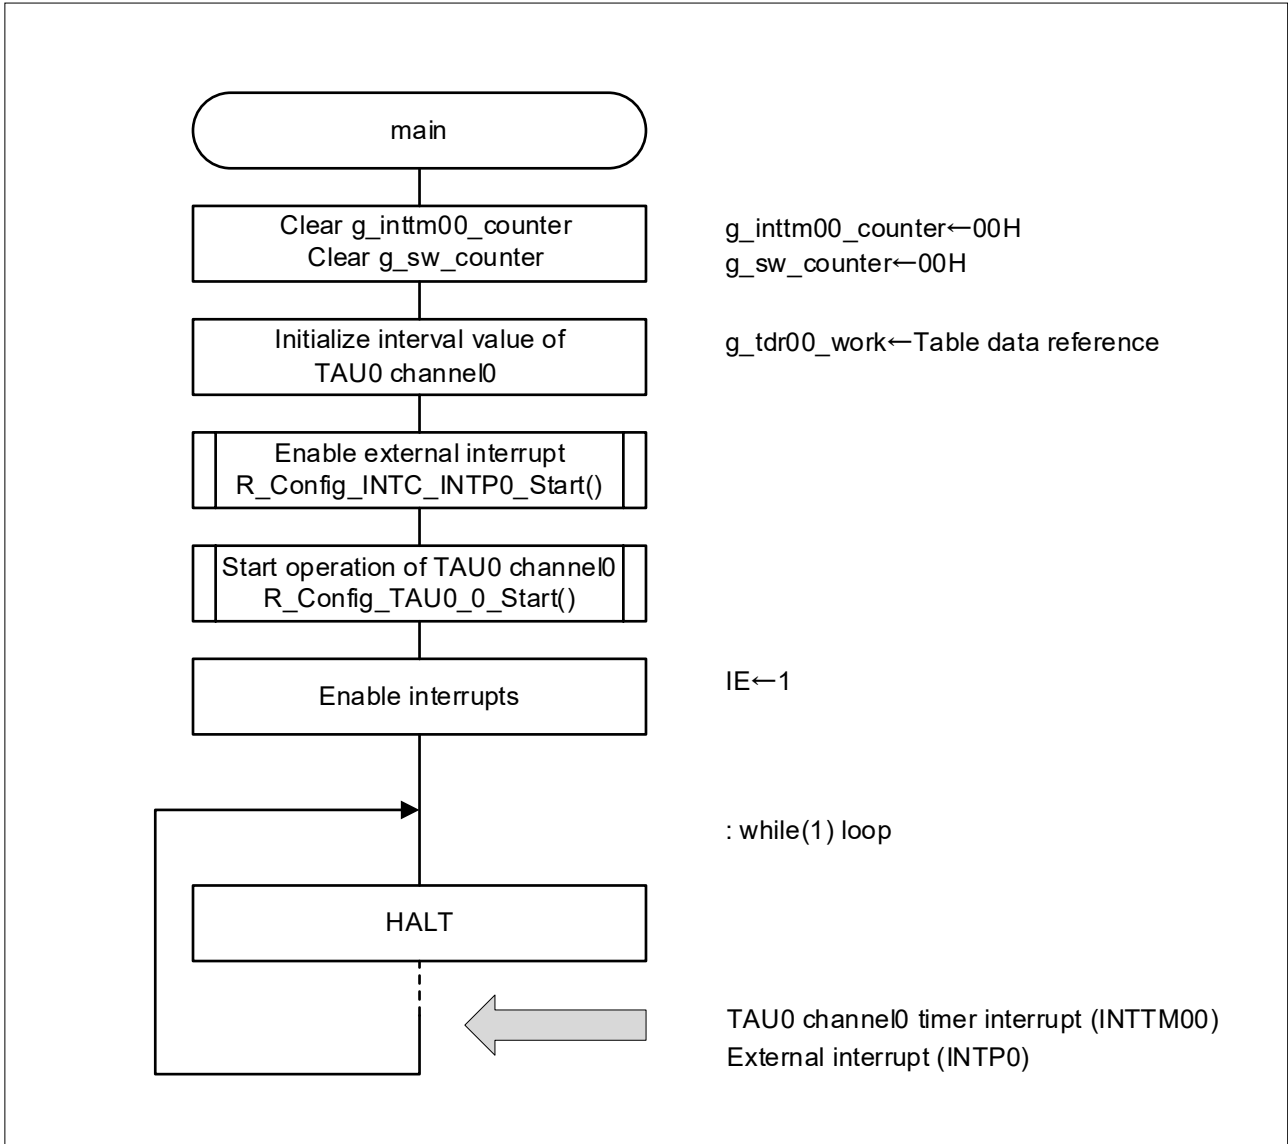 main
Clear g_inttm00_counter
Clear g_sw_counter
g_inttm00_counter←00H
g_sw_counter←00H
Initialize interval value of
TAU0 channel0
g_tdr00_work←Table data reference
Enable external interrupt
R_Config_INTC_INTP0_Start()
Start operation of TAU0 channel0
R_Config_TAU0_0_Start()
Enable interrupts
IE←1
: while(1) loop
HALT
TAU0 channel0 timer interrupt (INTTM00)
External interrupt (INTP0)